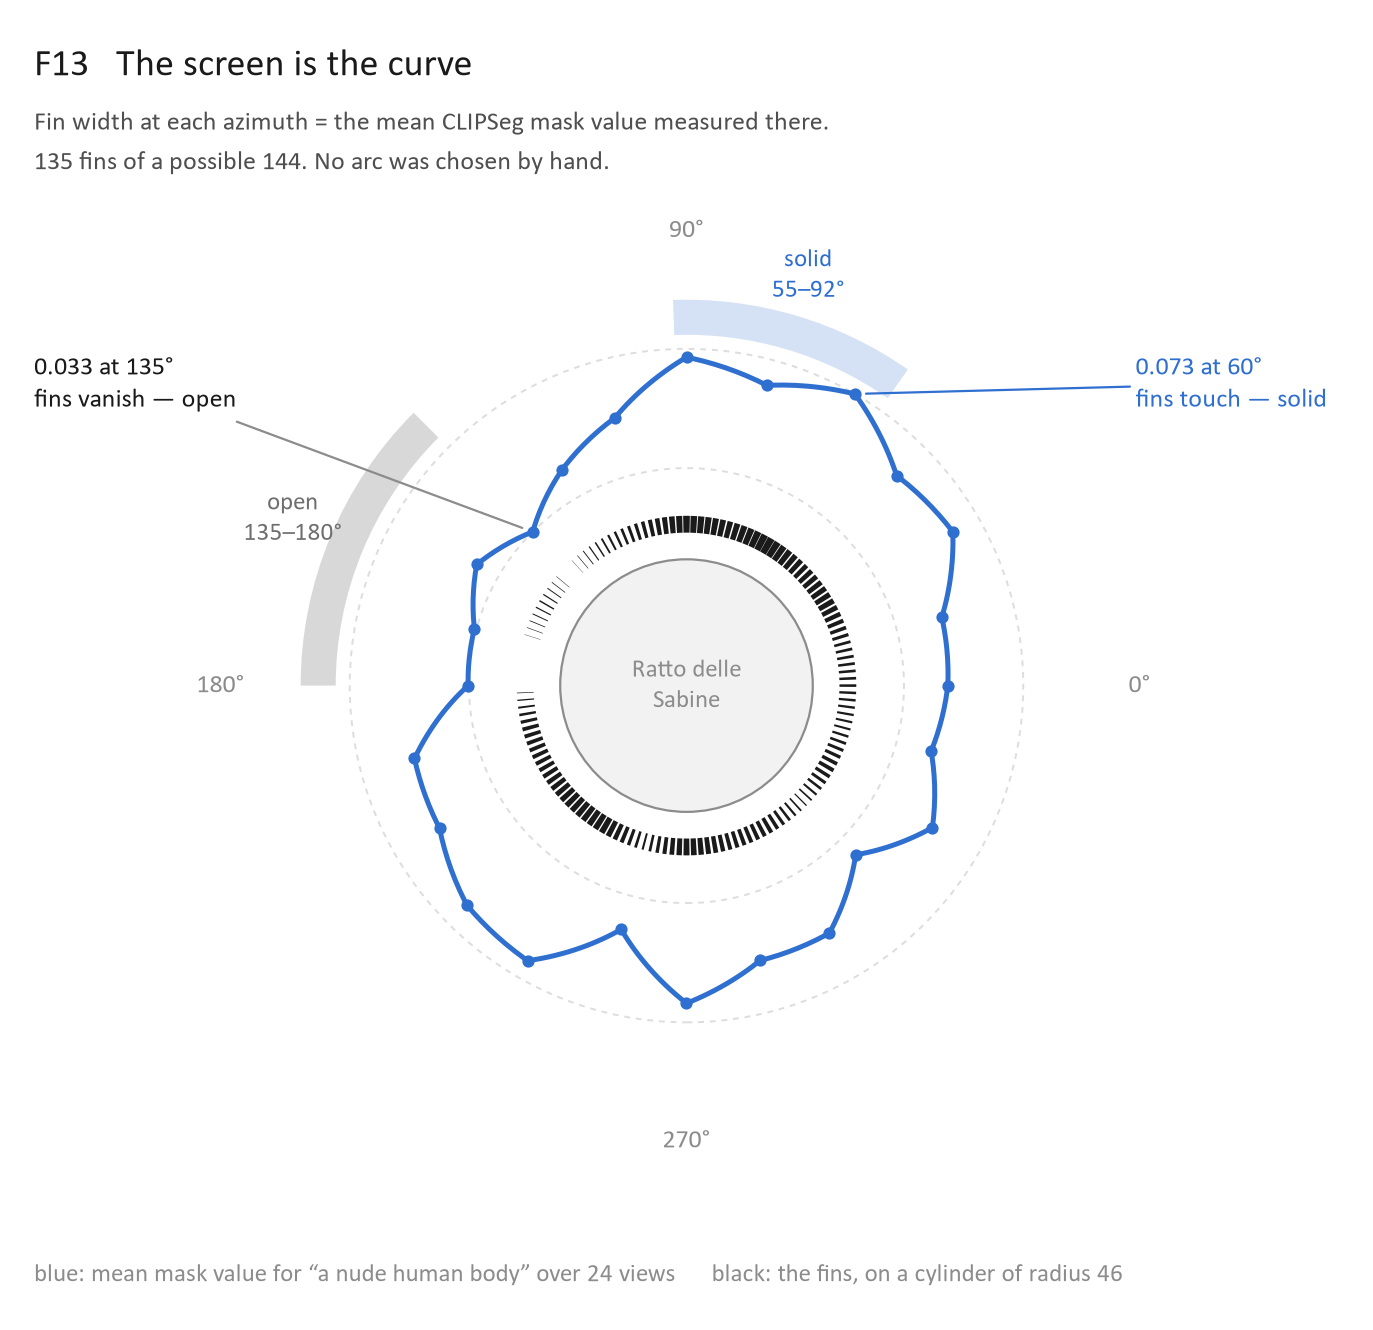 F13 The screen is the curve
Fin width at each azimuth = the mean CLIPSeg mask value measured there.
135 fins of a possible 144. No arc was chosen by hand.
90°
solid
55–92°
0.033 at 135°
fins vanish — open
0.073 at 60°
fins touch — solid
open
135–180°
Ratto delle
Sabine
180°
0°
270°
blue: mean mask value for “a nude human body” over 24 views
black: the fins, on a cylinder of radius 46